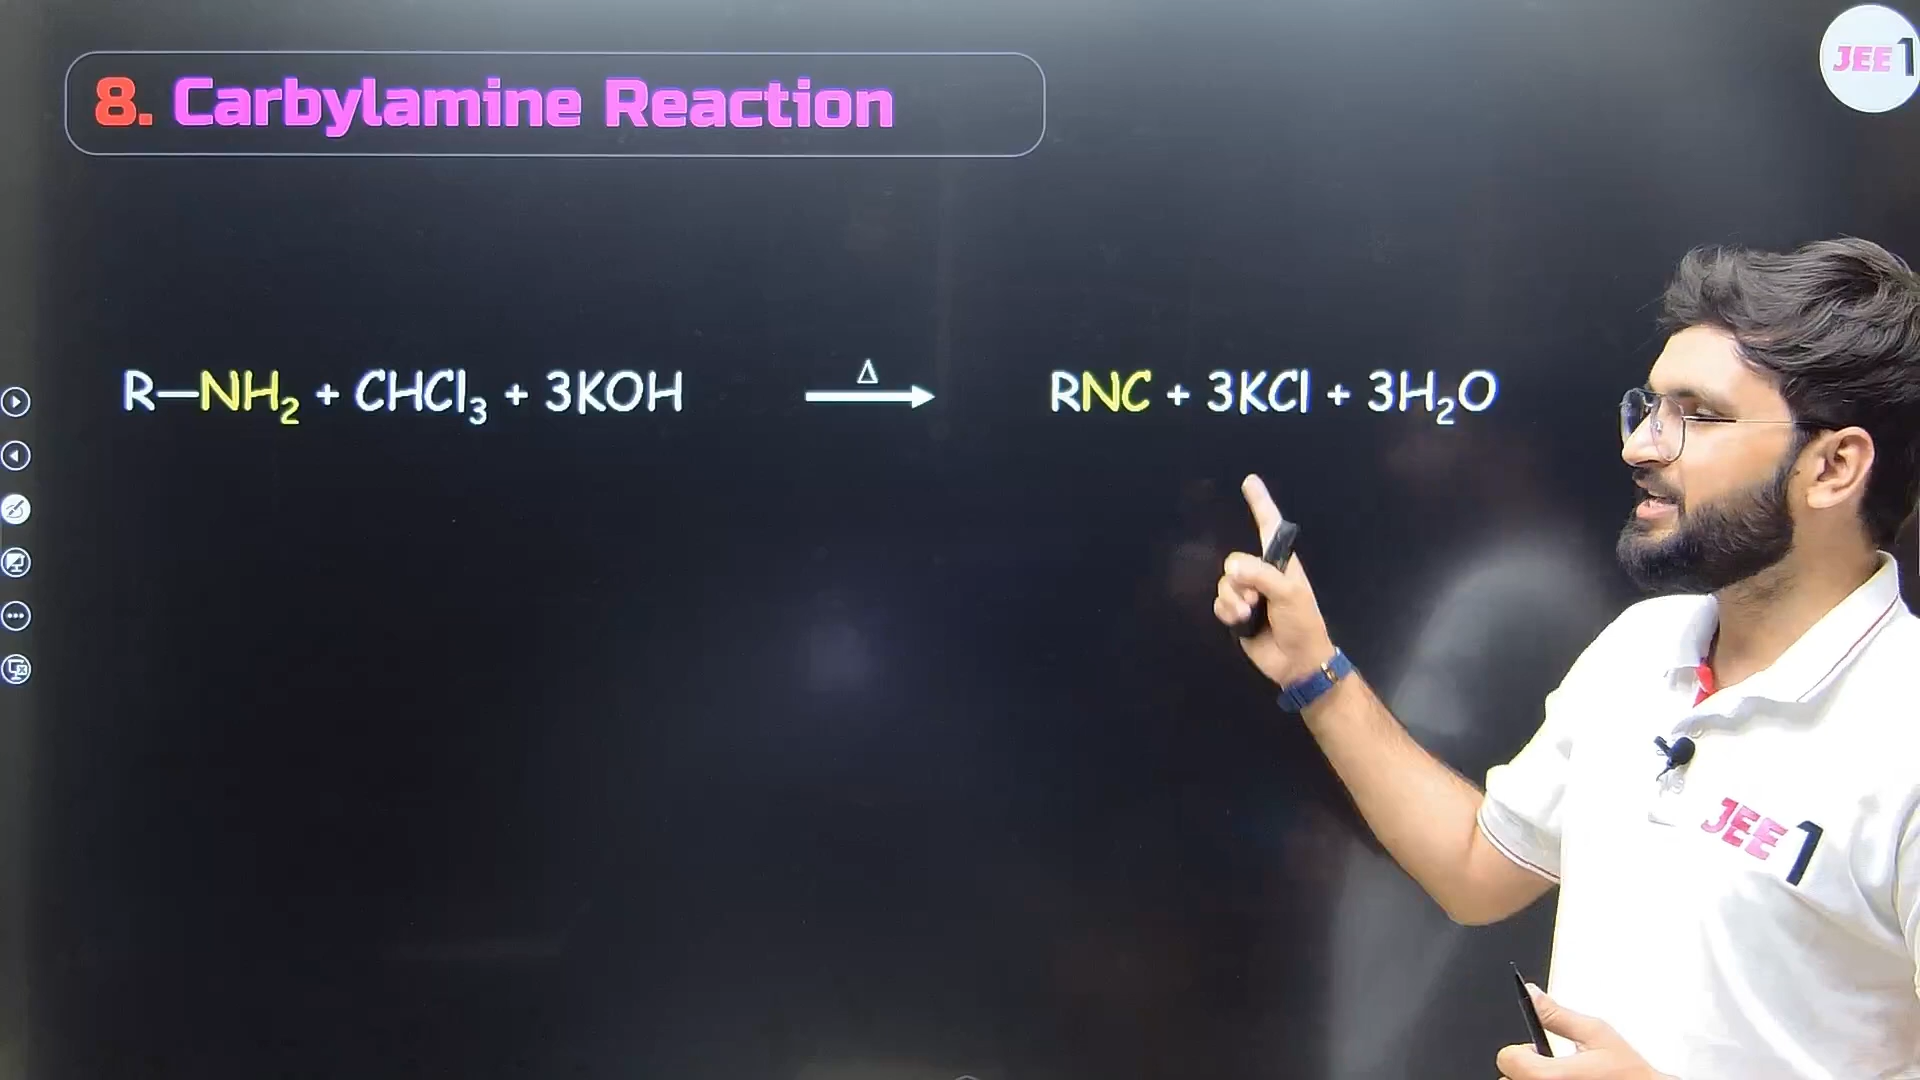 8. Carbylamine Reaction
JEE 1
R—NH₂ + CHCl₃ + 3KOH →Δ RNC + 3KCl + 3H₂O
JEE 1